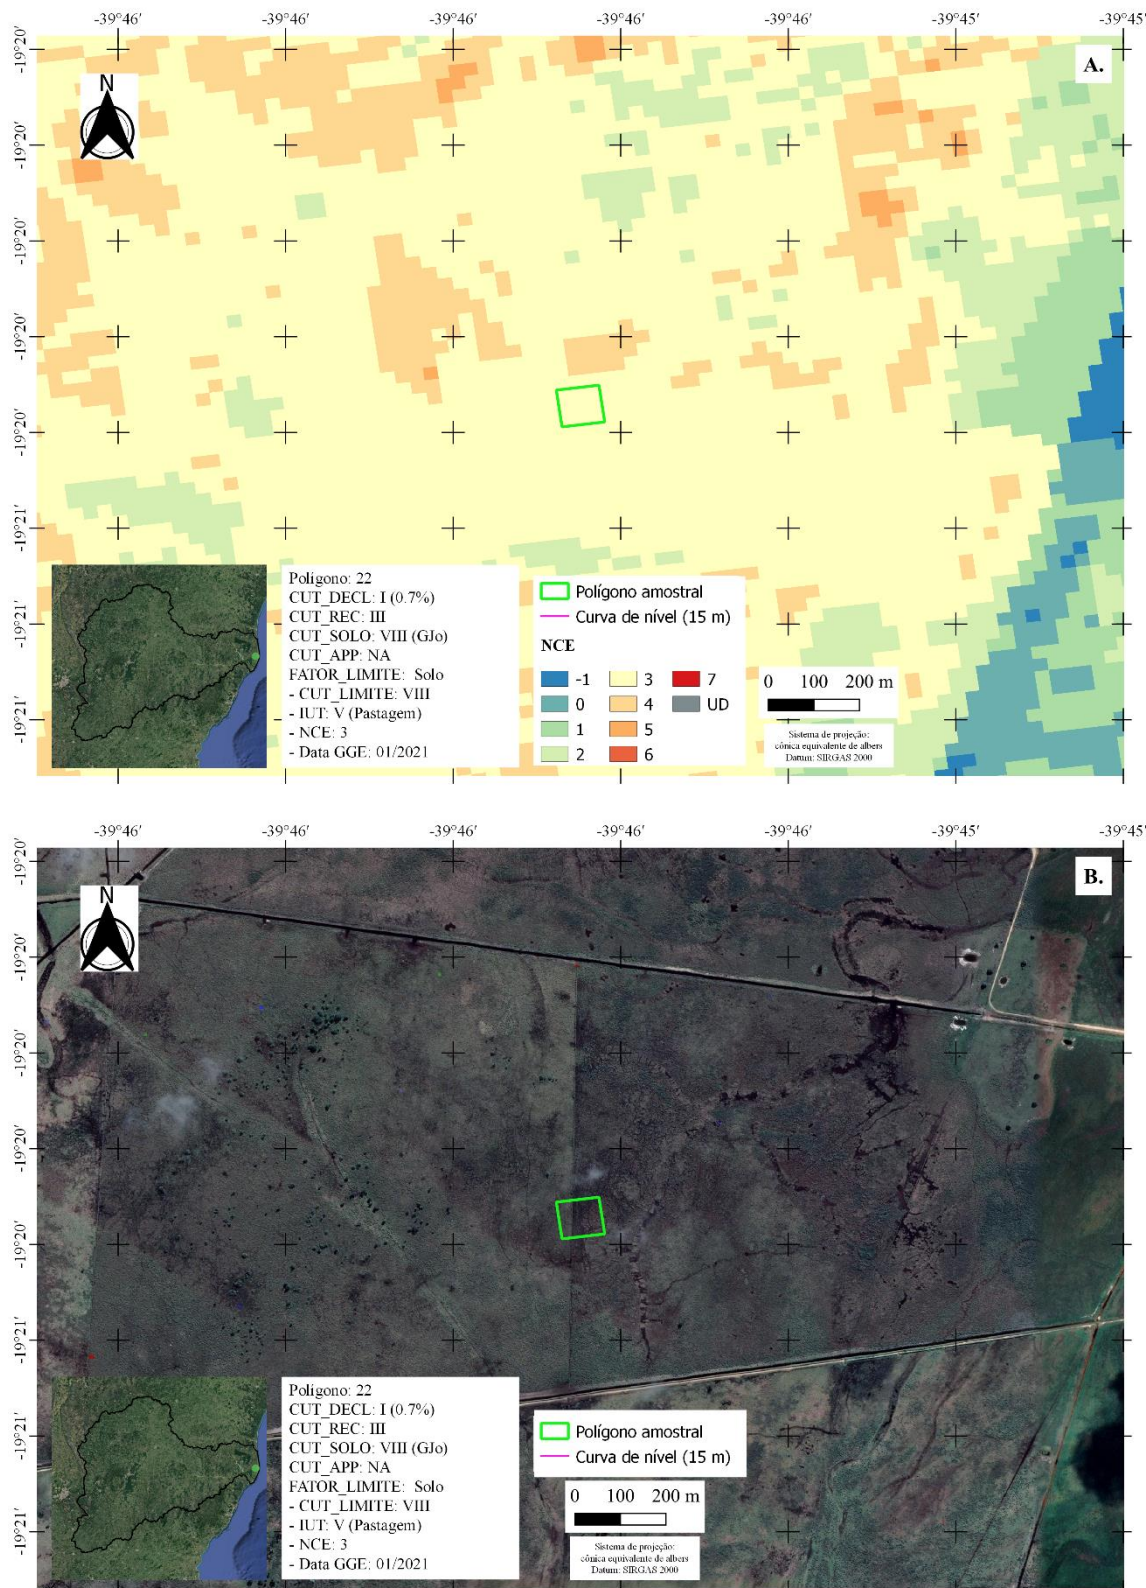 -39°46' -39°46' -39°46' -39°46' -39°45' -39°45' -39°45'
A.
N
-19°20'
-19°20'
-19°20'
-19°20'
-19°20'
-19°21'
-19°21'
-19°21'
Polígono: 22
CUT_DECL: I (0.7%)
CUT_REC: III
CUT_SOLO: VIII (GJo)
CUT_APP: NA
FATOR_LIMITE: Solo
- CUT_LIMITE: VIII
- IUT: V (Pastagem)
- NCE: 3
- Data GGE: 01/2021
Polígono amostral
Curva de nível (15 m)
NCE
-1 3 7
0 4 UD
1 5
2 6
0 100 200 m
Sistema de projeção:
cônica equivalente de albers
Datum: SIRGAS 2000
-39°46' -39°46' -39°46' -39°46' -39°45' -39°45' -39°45'
B.
N
-19°20'
-19°20'
-19°20'
-19°20'
-19°20'
-19°21'
-19°21'
-19°21'
Polígono: 22
CUT_DECL: I (0.7%)
CUT_REC: III
CUT_SOLO: VIII (GJo)
CUT_APP: NA
FATOR_LIMITE: Solo
- CUT_LIMITE: VIII
- IUT: V (Pastagem)
- NCE: 3
- Data GGE: 01/2021
Polígono amostral
Curva de nível (15 m)
0 100 200 m
Sistema de projeção:
cônica equivalente de albers
Datum: SIRGAS 2000